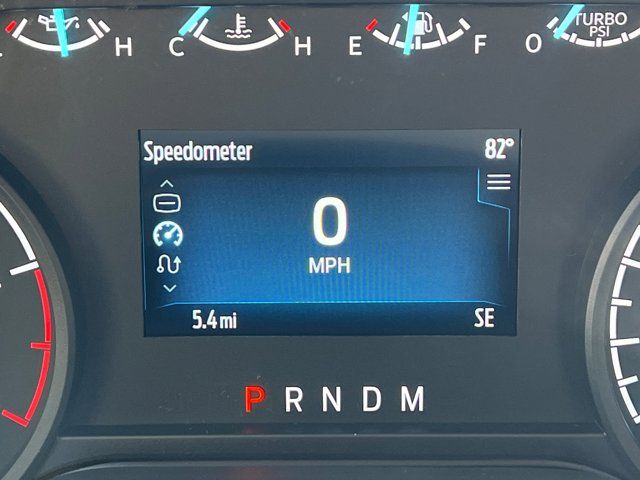 H C H E F O TURBO
PSI
Speedometer 82°
0
MPH
5.4 mi SE
P R N D M